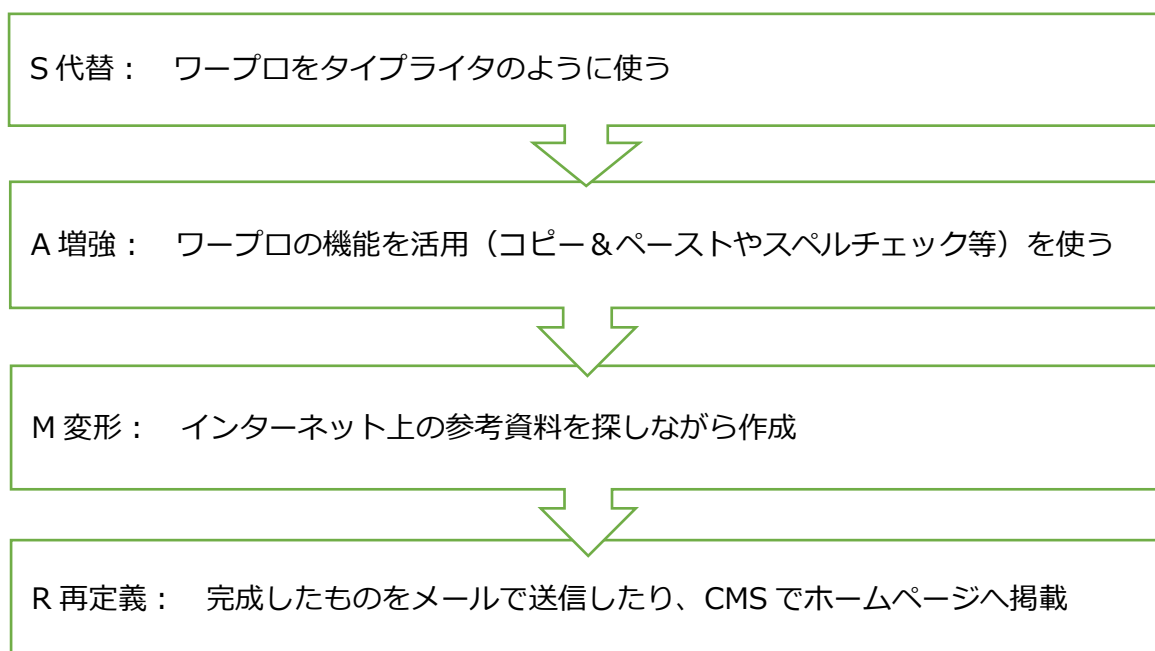 S 代替：　ワープロをタイプライタのように使う
A 増強：　ワープロの機能を活用（コピー＆ペーストやスペルチェック等）を使う
M 変形：　インターネット上の参考資料を探しながら作成
R 再定義：　完成したものをメールで送信したり、CMS でホームページへ掲載